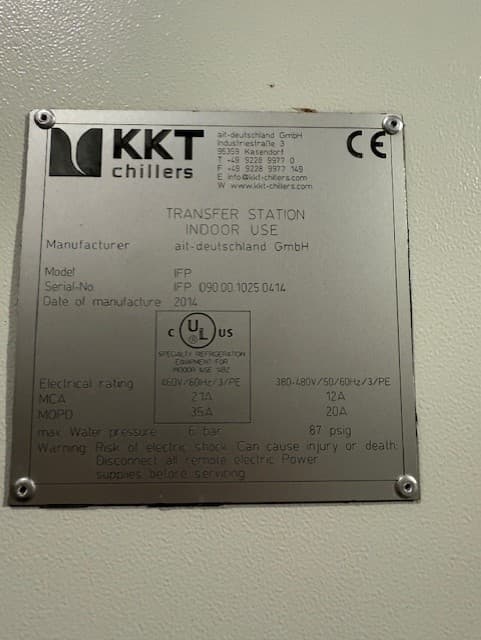 KKT
chillers
ait-deutschland GmbH
Industriestraße 3
95359 Kasendorf
T +49 9228 9977 0
F +49 9228 9977 149
E info@kkt-chillers.com
W www.kkt-chillers.com
CE
TRANSFER STATION
INDOOR USE
Manufacturer ait-deutschland GmbH
Model IFP
Serial-No. IFP 090.00.1025.0414
Date of manufacture 2014
C UL US
SPECIALTY REFRIGERATION
EQUIPMENT FOR
INDOOR USE
Electrical rating 460V/60Hz/3/PE 380-480V/50/60Hz/3/PE
MCA 21A 12A
MOPD 35A 20A
max. Water pressure 6 bar 87 psig
Warning: Risk of electric shock. Can cause injury or death:
Disconnect all remote electric Power
supplies before servicing